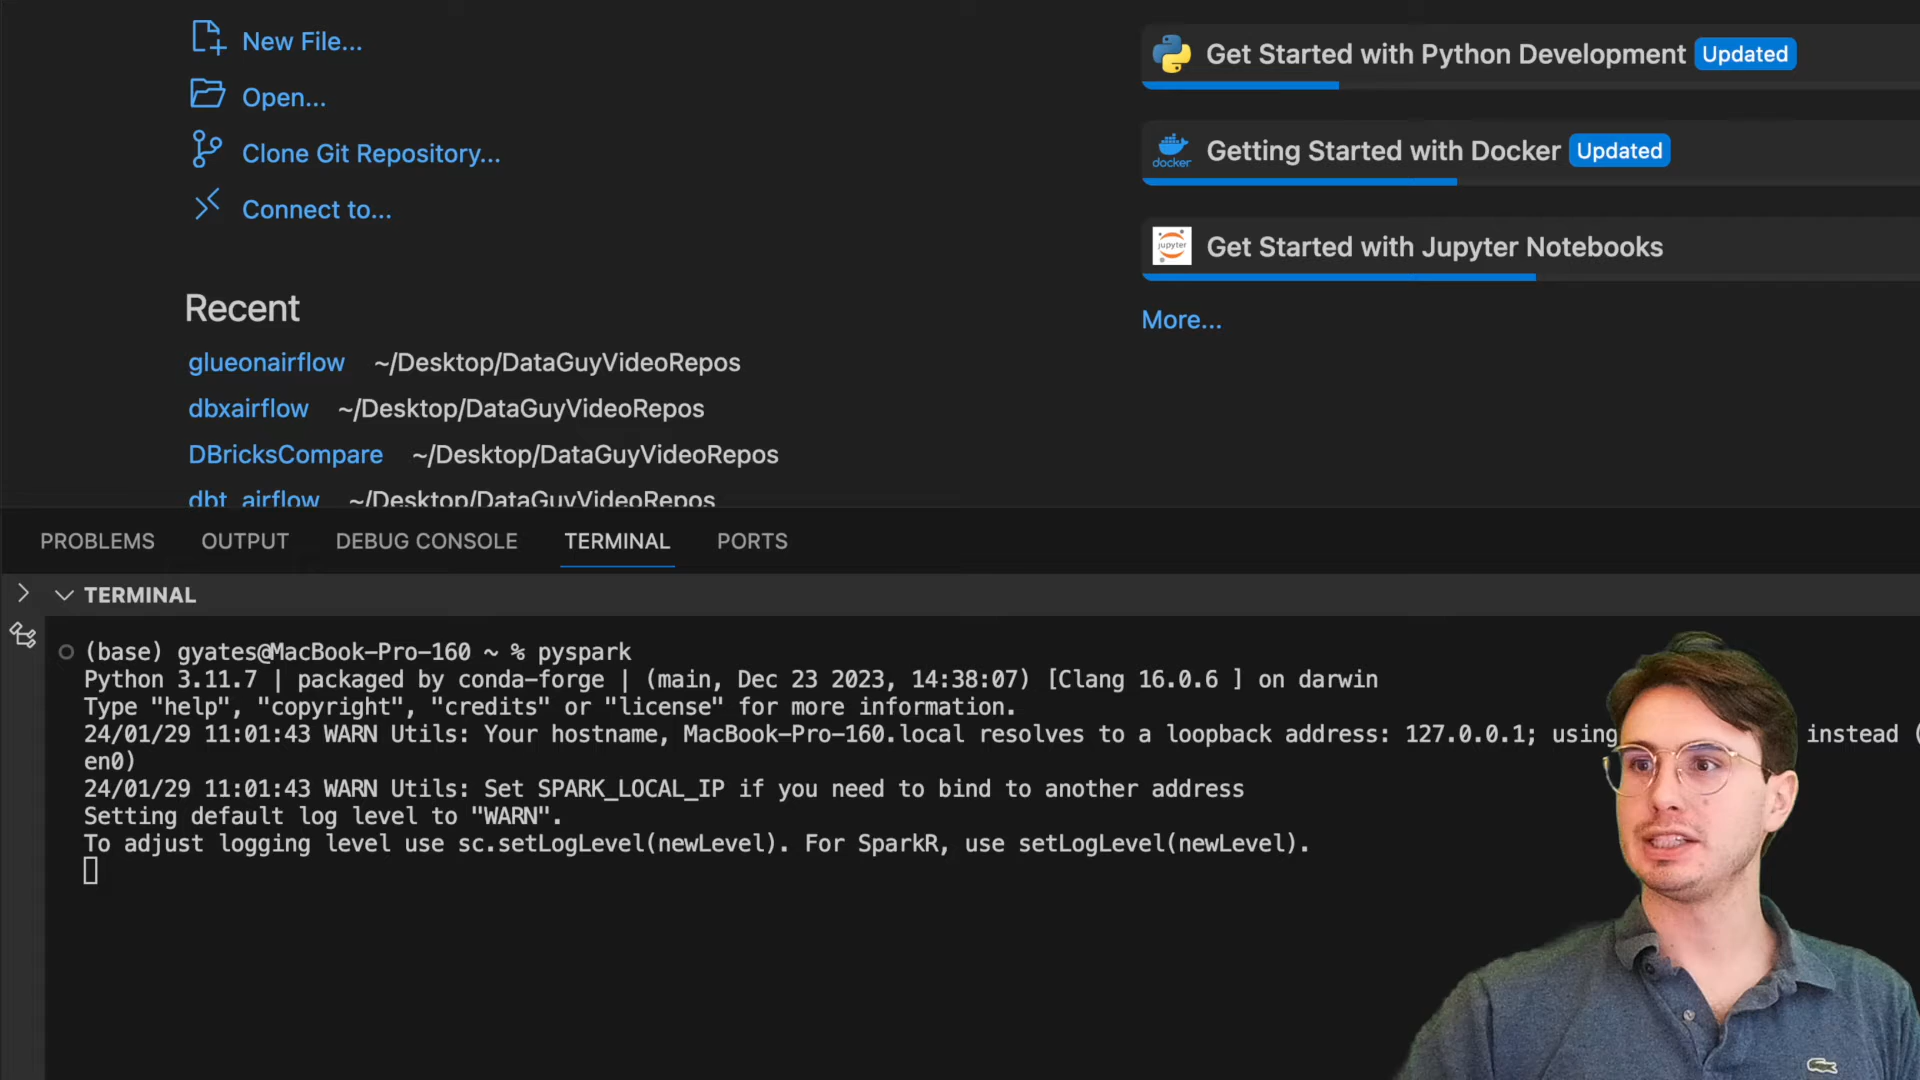 New File...
Open...
Clone Git Repository...
Connect to...
Recent
glueonairflow ~/Desktop/DataGuyVideoRepos
dbxairflow ~/Desktop/DataGuyVideoRepos
DBricksCompare ~/Desktop/DataGuyVideoRepos
dbt_airflow ~/Desktop/DataGuyVideoRepos
Get Started with Python Development Updated
docker Getting Started with Docker Updated
jupyter Get Started with Jupyter Notebooks
More...
PROBLEMS OUTPUT DEBUG CONSOLE TERMINAL PORTS
TERMINAL
(base) gyates@MacBook-Pro-160 ~ % pyspark
Python 3.11.7 | packaged by conda-forge | (main, Dec 23 2023, 14:38:07) [Clang 16.0.6 ] on darwin
Type "help", "copyright", "credits" or "license" for more information.
24/01/29 11:01:43 WARN Utils: Your hostname, MacBook-Pro-160.local resolves to a loopback address: 127.0.0.1; using instead (
en0)
24/01/29 11:01:43 WARN Utils: Set SPARK_LOCAL_IP if you need to bind to another address
Setting default log level to "WARN".
To adjust logging level use sc.setLogLevel(newLevel). For SparkR, use setLogLevel(newLevel).